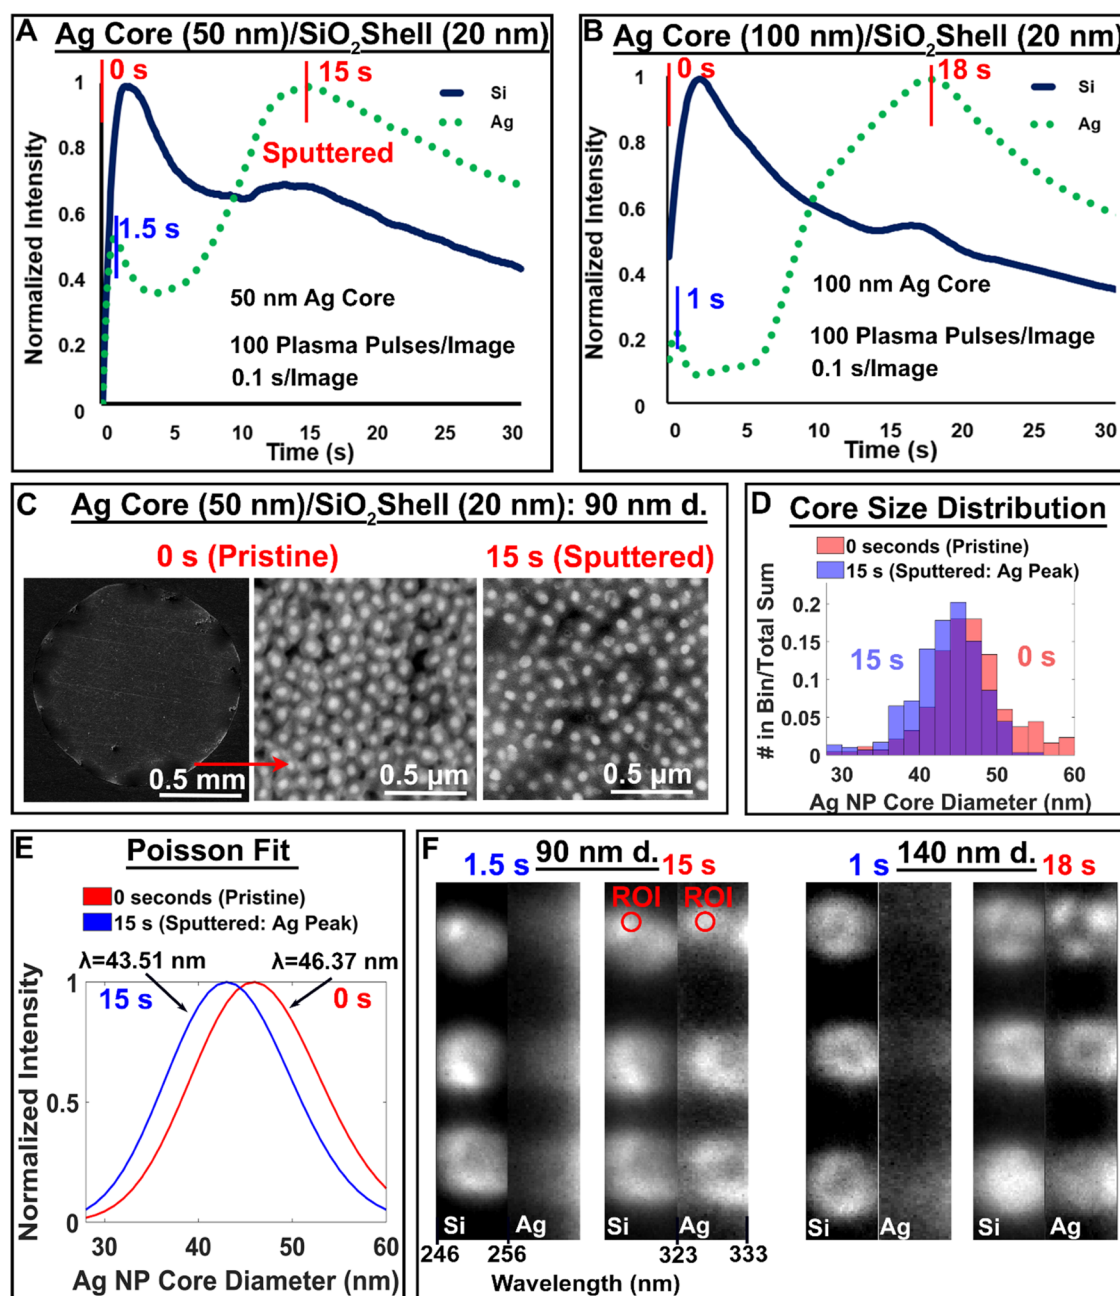 A Ag Core (50 nm)/SiO₂Shell (20 nm)
0 s
15 s
Si
Ag
Sputtered
1.5 s
50 nm Ag Core
100 Plasma Pulses/Image
0.1 s/Image
Normalized Intensity
1
0.8
0.6
0.4
0.2
0
0 5 10 15 20 25 30
Time (s)
B Ag Core (100 nm)/SiO₂Shell (20 nm)
0 s
18 s
Si
Ag
1 s
100 nm Ag Core
100 Plasma Pulses/Image
0.1 s/Image
Normalized Intensity
1
0.8
0.6
0.4
0.2
0
0 5 10 15 20 25 30
Time (s)
C Ag Core (50 nm)/SiO₂Shell (20 nm): 90 nm d.
0 s (Pristine) 15 s (Sputtered)
0.5 mm
0.5 µm
0.5 µm
D Core Size Distribution
0 seconds (Pristine)
15 s (Sputtered: Ag Peak)
# in Bin/Total Sum
0.2
0.15
0.1
0.05
0
15 s
0 s
30 40 50 60
Ag NP Core Diameter (nm)
E Poisson Fit
0 seconds (Pristine)
15 s (Sputtered: Ag Peak)
λ=43.51 nm λ=46.37 nm
15 s 0 s
Normalized Intensity
1
0.5
0
30 40 50 60
Ag NP Core Diameter (nm)
F
1.5 s 90 nm d. 15 s
1 s 140 nm d. 18 s
ROI ROI
Si Ag Si Ag Si Ag Si Ag
246 256 323 333
Wavelength (nm)